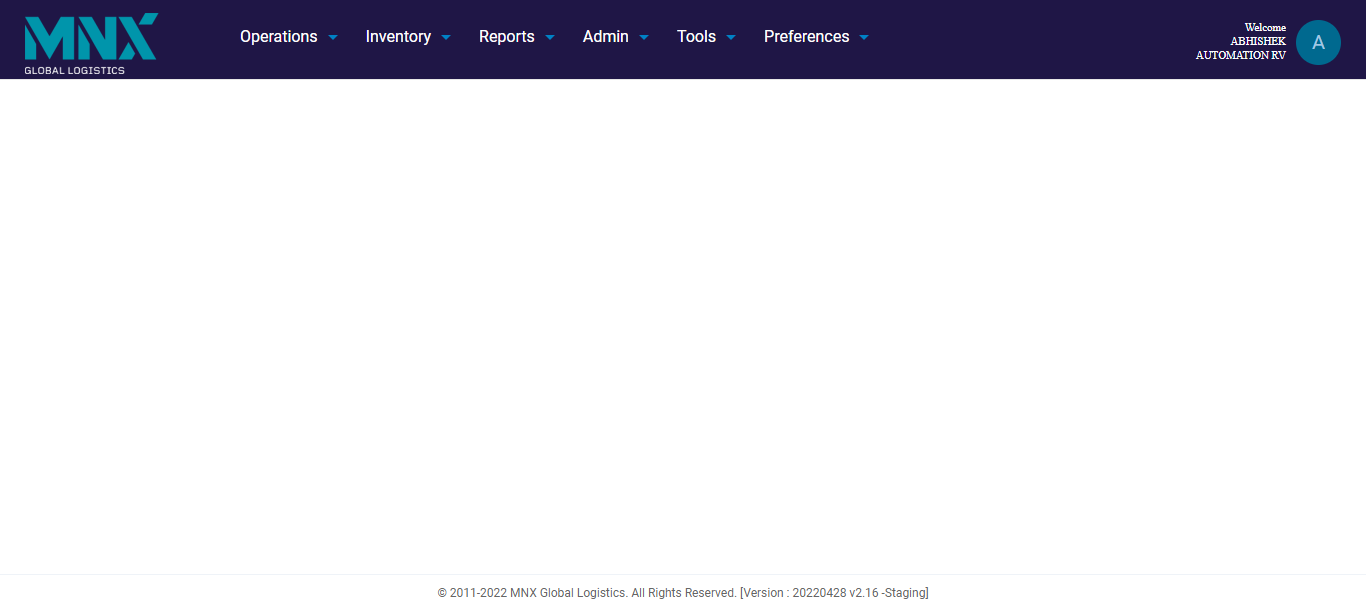 MNX
GLOBAL LOGISTICS
Operations Inventory Reports Admin Tools Preferences
Welcome
ABHISHEK
AUTOMATION RV
A
© 2011-2022 MNX Global Logistics. All Rights Reserved. [Version : 20220428 v2.16 -Staging]